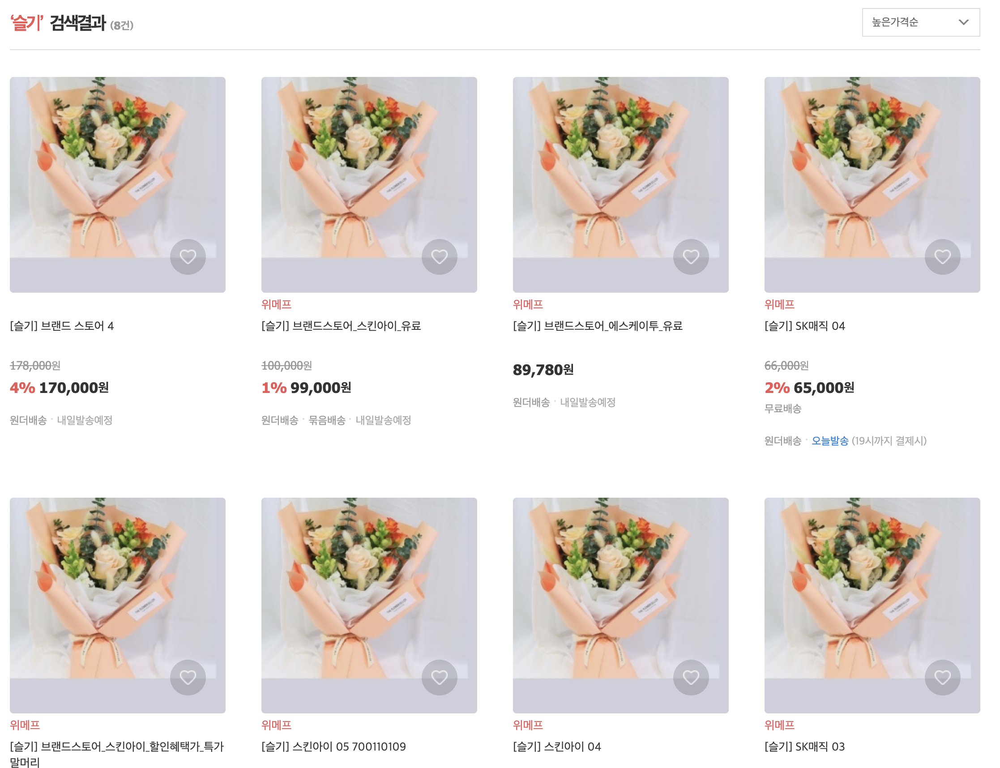 ‘슬기’ 검색결과 (8건)
높은가격순
위메프
위메프
위메프
[슬기] 브랜드 스토어 4
[슬기] 브랜드스토어_스킨아이_유료
[슬기] 브랜드스토어_에스케이투_유료
[슬기] SK매직 04
178,000원
4% 170,000원
원더배송 · 내일발송예정
100,000원
1% 99,000원
원더배송 · 묶음배송 · 내일발송예정
89,780원
원더배송 · 내일발송예정
66,000원
2% 65,000원
무료배송
원더배송 · 오늘발송 (19시까지 결제시)
위메프
위메프
위메프
위메프
[슬기] 브랜드스토어_스킨아이_할인혜택가_특가
말머리
[슬기] 스킨아이 05 700110109
[슬기] 스킨아이 04
[슬기] SK매직 03